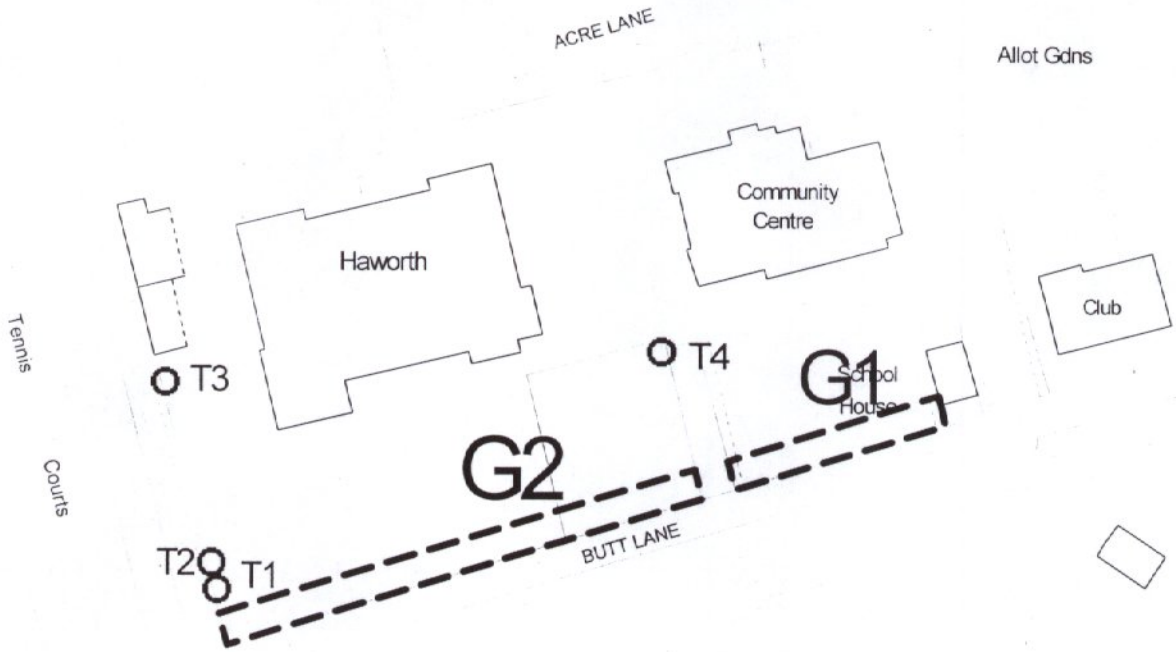 ACRE LANE
Allot Gdns
Community
Centre
Haworth
Club
Tennis
Courts
T3
T4
G1
School
House
G2
BUTT LANE
T2
T1